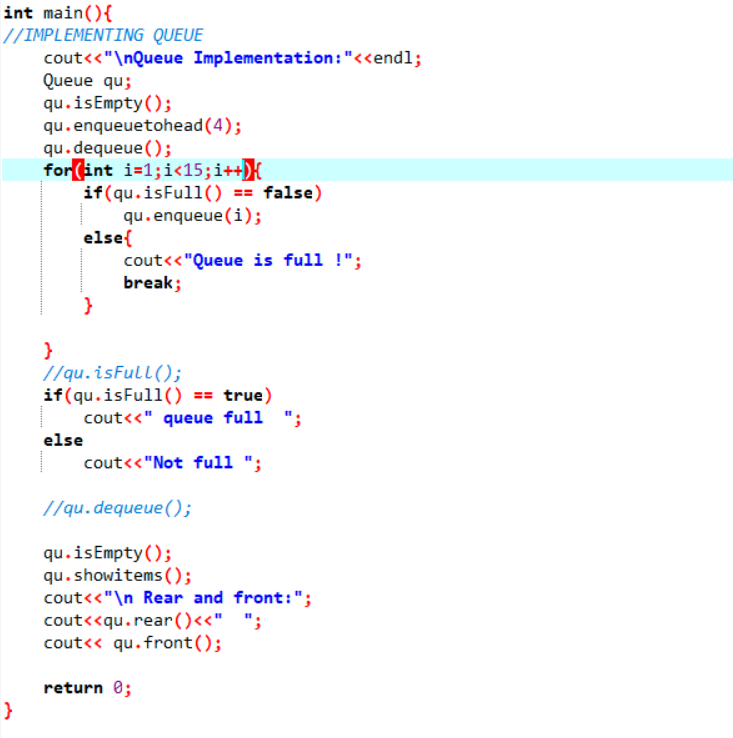 int main(){
//IMPLEMENTING QUEUE
    cout<<"\nQueue Implementation:"<<endl;
    Queue qu;
    qu.isEmpty();
    qu.enqueuetohead(4);
    qu.dequeue();
    for(int i=1;i<15;i++){
        if(qu.isFull() == false)
            qu.enqueue(i);
        else{
            cout<<"Queue is full !";
            break;
        }
    }
    //qu.isFull();
    if(qu.isFull() == true)
        cout<<" queue full  ";
    else
        cout<<"Not full ";
    //qu.dequeue();
    qu.isEmpty();
    qu.showitems();
    cout<<"\n Rear and front:";
    cout<<qu.rear()<<"  ";
    cout<< qu.front();
    return 0;
}